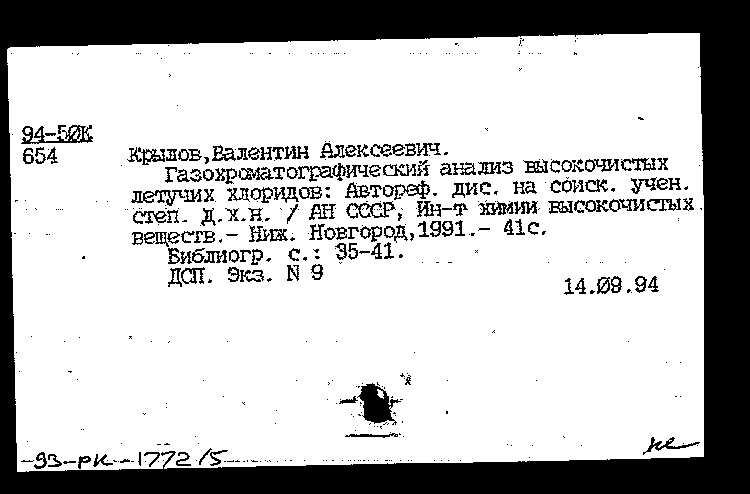 94-50К
654
Крылов,Валентин Алексеевич.
Газохроматографический анализ высокочистых
летучих хлоридов: Автореф. дис. на соиск. учен.
степ. д.х.н. / АН СССР, Ин-т химии высокочистых
веществ.- Ниж. Новгород,1991.- 41с.
Библиогр. с.: 35-41.
ДСП. Экз. N 9
14.09.94
93-рк-1772/5